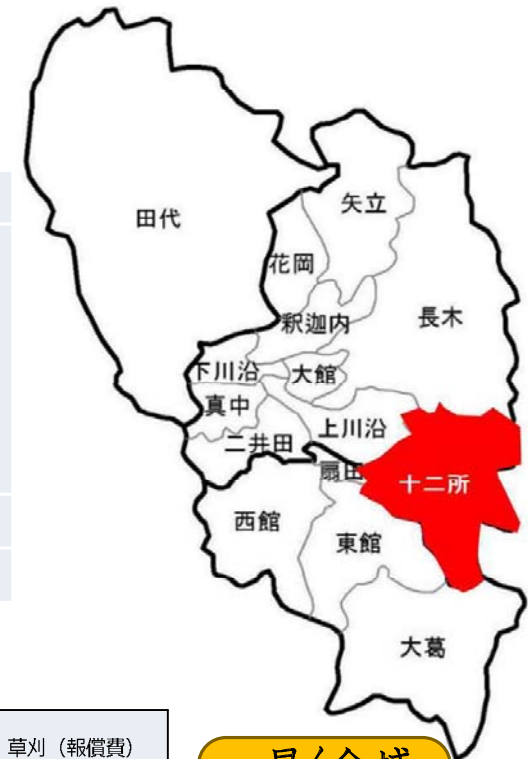 田代
矢立
花岡
釈迦内
長木
下川沿
大館
真中
上川沿
二井田
扇田
十二所
西館
東館
大葛
草刈（報償費）